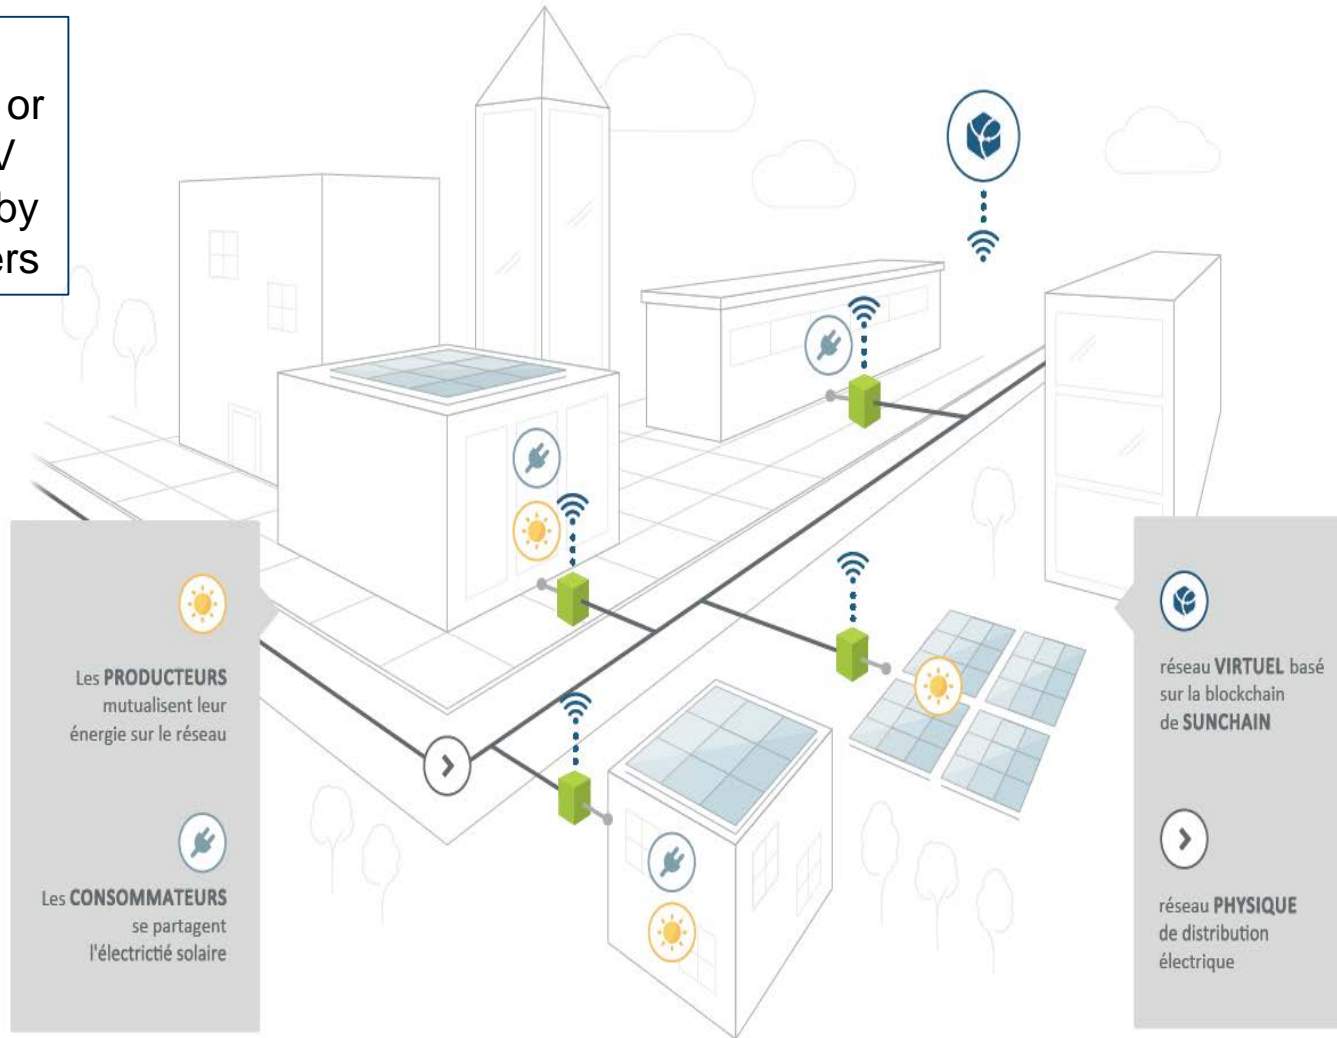 or
V
by
ers
Les PRODUCTEURS
mutualisent leur
énergie sur le réseau
Les CONSOMMATEURS
se partagent
l'électrictié solaire
réseau VIRTUEL basé
sur la blockchain
de SUNCHAIN
réseau PHYSIQUE
de distribution
électrique